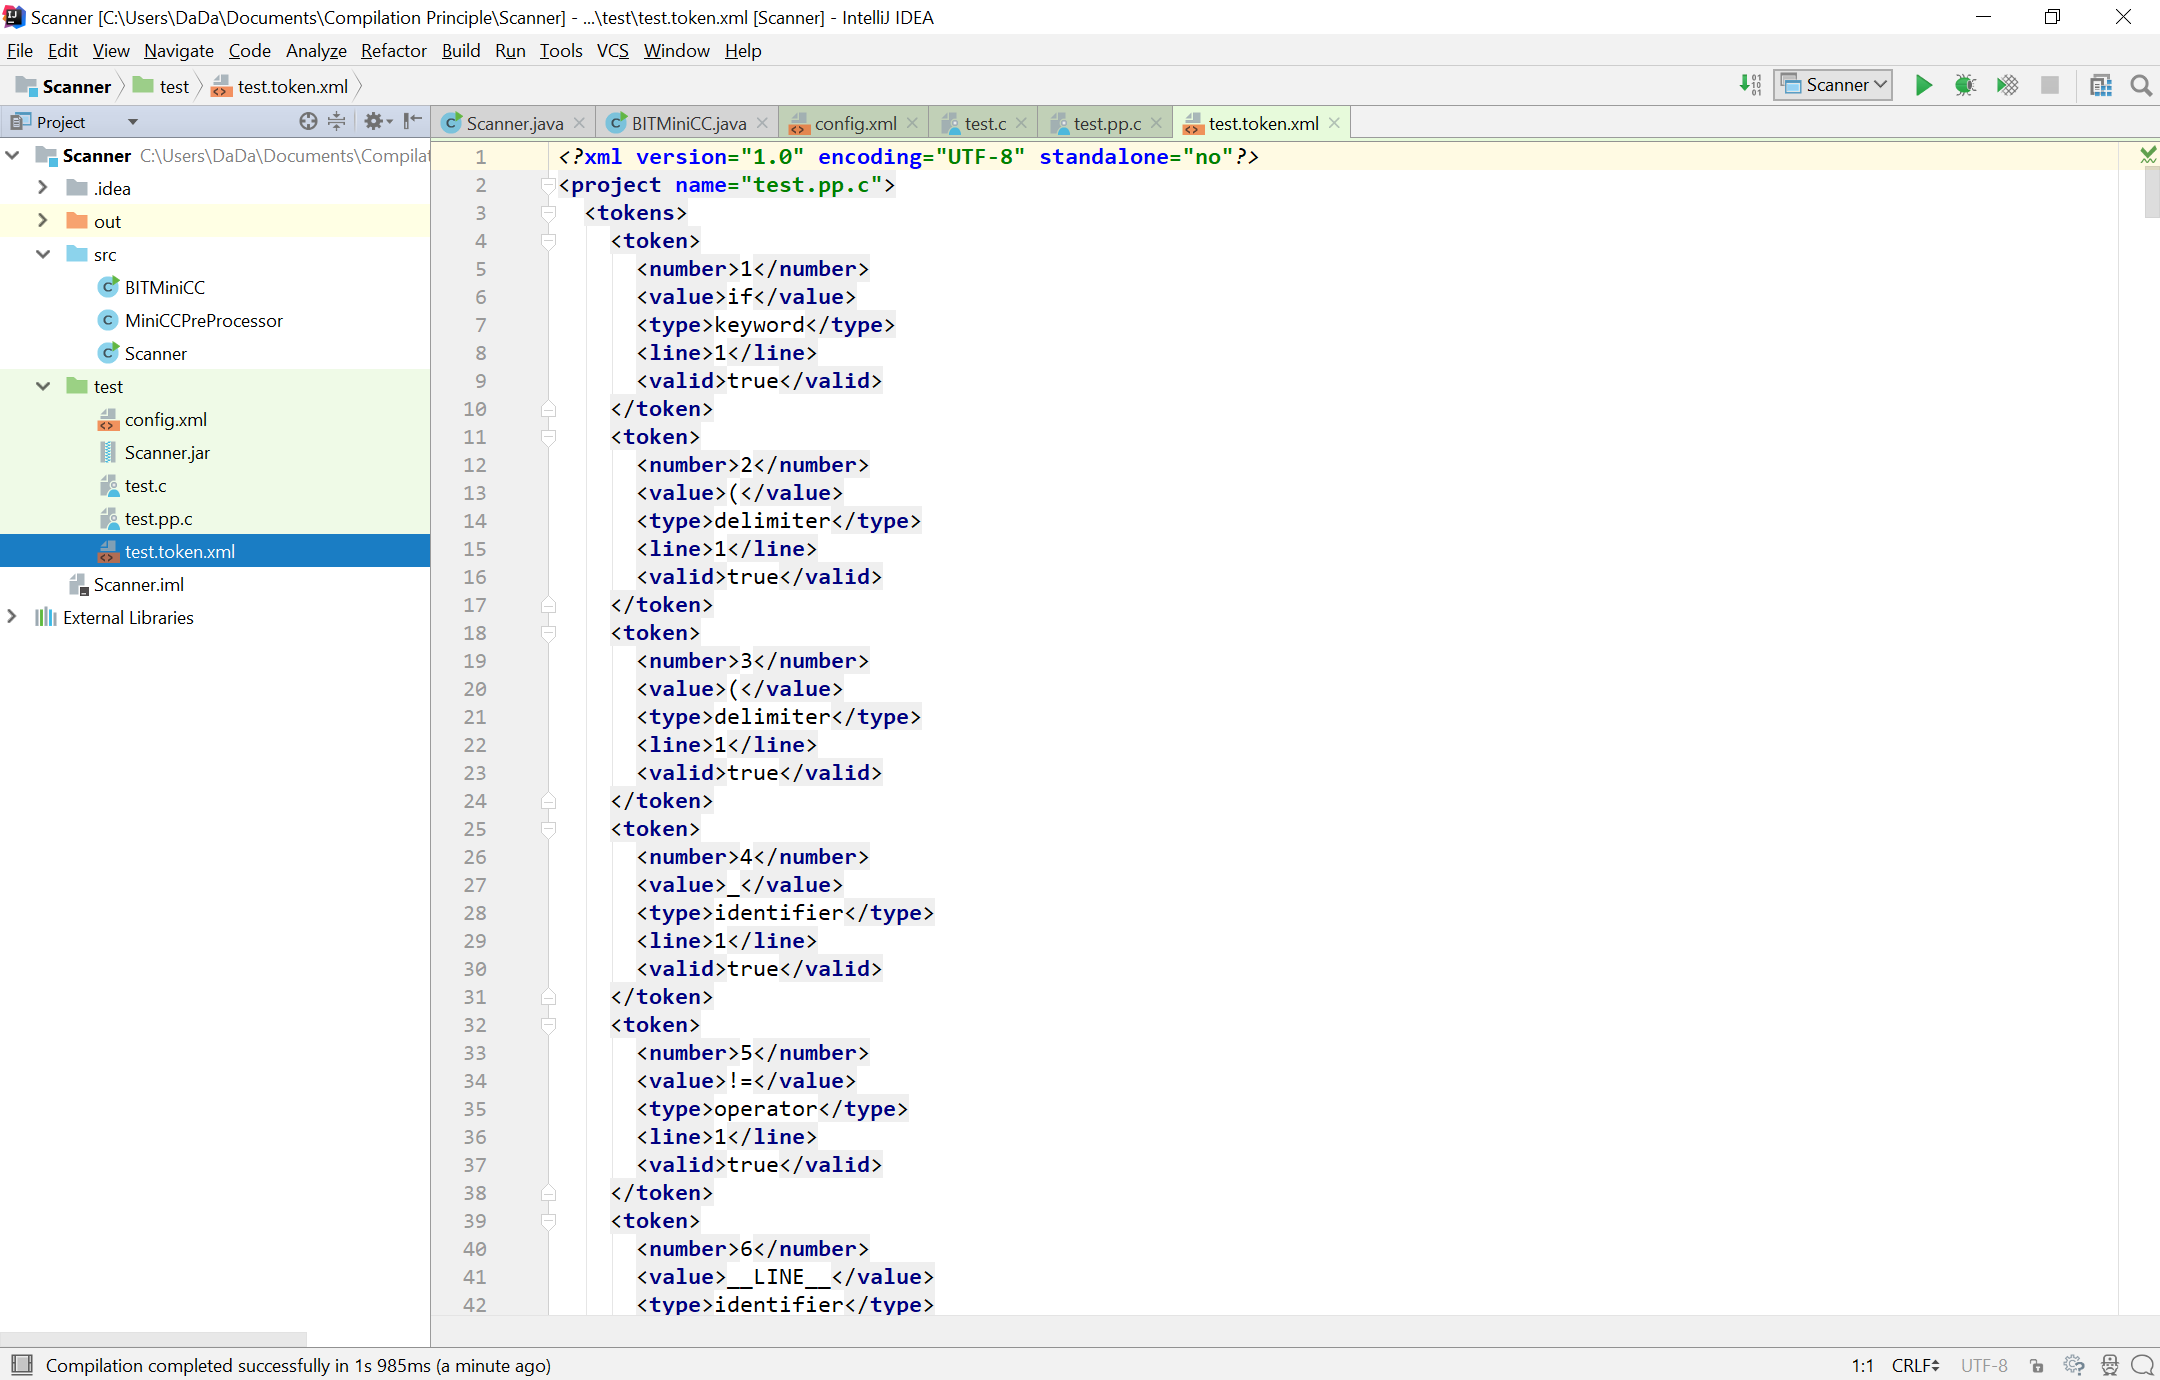 Scanner [C:\Users\DaDa\Documents\Compilation Principle\Scanner] - ...\test\test.token.xml [Scanner] - IntelliJ IDEA
File Edit View Navigate Code Analyze Refactor Build Run Tools VCS Window Help
Scanner test test.token.xml
Scanner
Project
Scanner.java BITMiniCC.java config.xml test.c test.pp.c test.token.xml
Scanner C:\Users\DaDa\Documents\Compilat
.idea
out
src
BITMiniCC
MiniCCPreProcessor
Scanner
test
config.xml
Scanner.jar
test.c
test.pp.c
test.token.xml
Scanner.iml
External Libraries
1 <?xml version="1.0" encoding="UTF-8" standalone="no"?>
2 <project name="test.pp.c">
3 <tokens>
4 <token>
5 <number>1</number>
6 <value>if</value>
7 <type>keyword</type>
8 <line>1</line>
9 <valid>true</valid>
10 </token>
11 <token>
12 <number>2</number>
13 <value>(</value>
14 <type>delimiter</type>
15 <line>1</line>
16 <valid>true</valid>
17 </token>
18 <token>
19 <number>3</number>
20 <value>(</value>
21 <type>delimiter</type>
22 <line>1</line>
23 <valid>true</valid>
24 </token>
25 <token>
26 <number>4</number>
27 <value>_</value>
28 <type>identifier</type>
29 <line>1</line>
30 <valid>true</valid>
31 </token>
32 <token>
33 <number>5</number>
34 <value>!=</value>
35 <type>operator</type>
36 <line>1</line>
37 <valid>true</valid>
38 </token>
39 <token>
40 <number>6</number>
41 <value>__LINE__</value>
42 <type>identifier</type>
Compilation completed successfully in 1s 985ms (a minute ago)
1:1 CRLF UTF-8